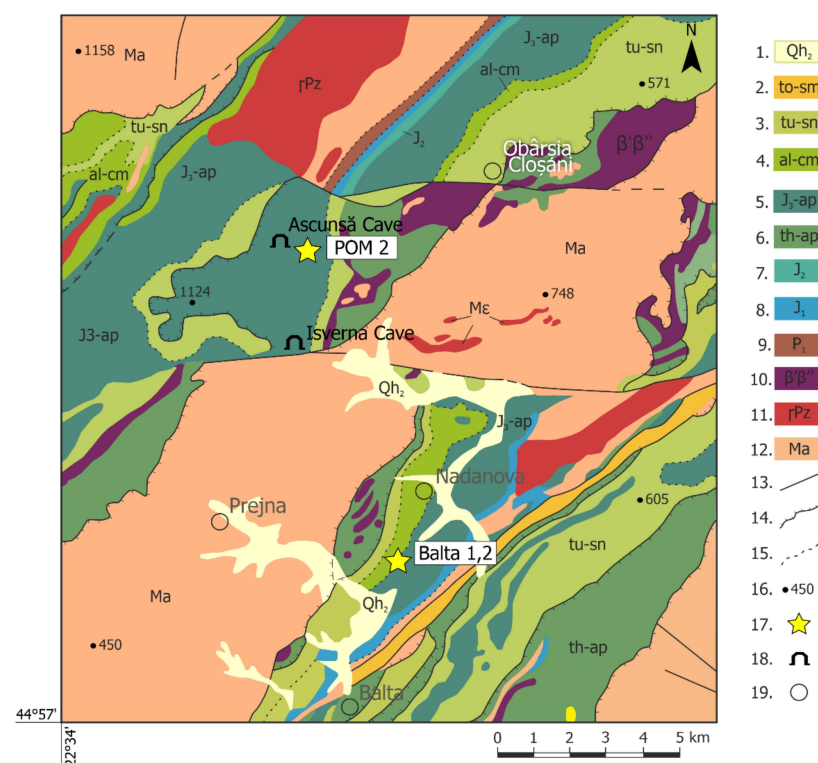 1158
Ma
ɼPz
J₃-ap
al-cm
tu-sn
N
571
tu-sn
al-cm
J₃-ap
J₂
Obârsia
Cloșani
β'β"
Ascunsă Cave
POM 2
Ma
1124
748
Mε
J3-ap
Isvernă Cave
Qh₂
J₃-ap
Nadanova
Prejna
605
Balta 1,2
tu-sn
Ma
Qh₂
450
th-ap
Balta
44°57'
22°34'
0 1 2 3 4 5 km
1. Qh₂
2. to-sm
3. tu-sn
4. al-cm
5. J₃-ap
6. th-ap
7. J₂
8. J₁
9. P₁
10. β'β"
11. ɼPz
12. Ma
13.
14.
15.
16. 450
17.
18.
19.